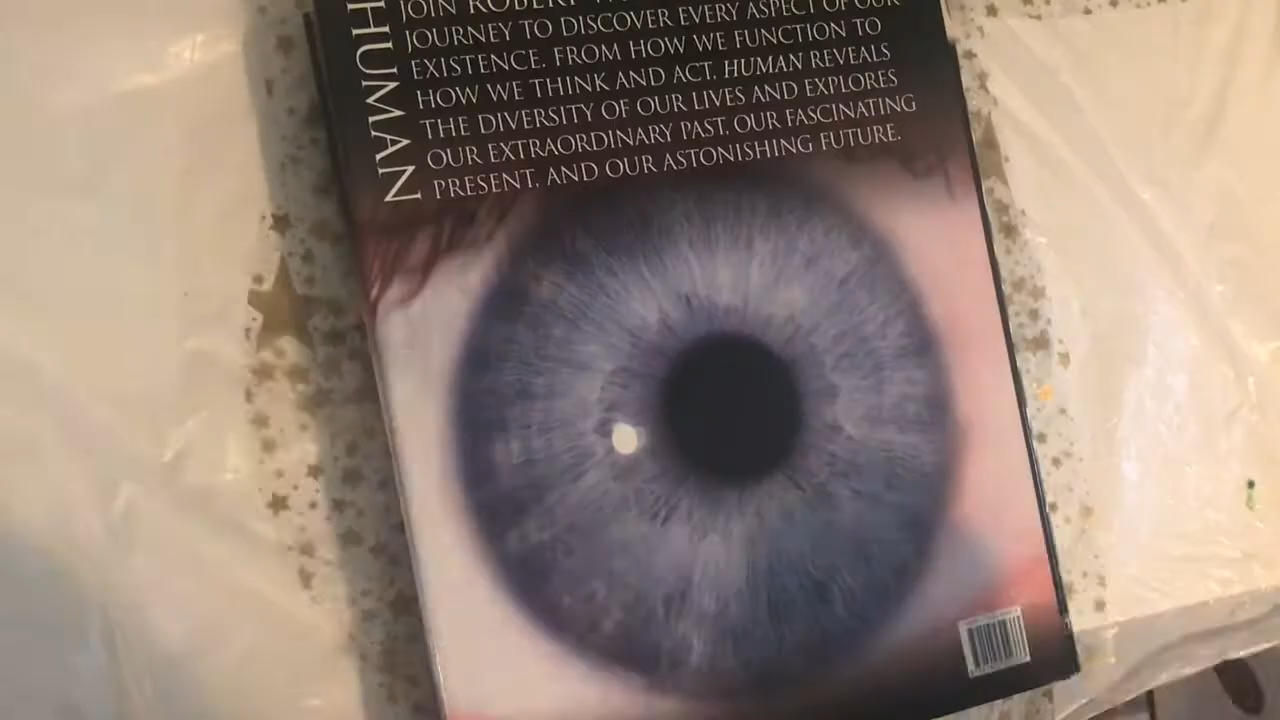 HUMAN
JOIN ROBERT
JOURNEY TO DISCOVER EVERY ASPECT OF OUR
EXISTENCE. FROM HOW WE FUNCTION TO
HOW WE THINK AND ACT, HUMAN REVEALS
THE DIVERSITY OF OUR LIVES AND EXPLORES
OUR EXTRAORDINARY PAST, OUR FASCINATING
PRESENT, AND OUR ASTONISHING FUTURE.